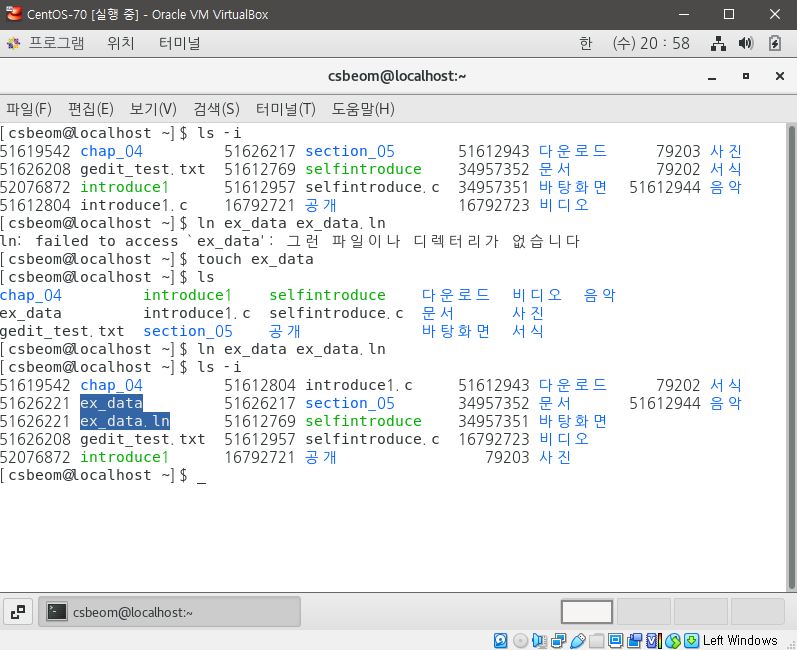 CentOS-70 [실행 중] - Oracle VM VirtualBox
프로그램 위치 터미널 한 (수) 20 : 58
csbeom@localhost:~
파일(F) 편집(E) 보기(V) 검색(S) 터미널(T) 도움말(H)
[csbeom@localhost ~]$ ls -i
51619542 chap_04 51626217 section_05 51612943 다운로드 79203 사진
51626208 gedit_test.txt 51612769 selfintroduce 34957352 문서 79202 서식
52076872 introduce1 51612957 selfintroduce.c 34957351 바탕화면 51612944 음악
51612804 introduce1.c 16792721 공개 16792723 비디오
[csbeom@localhost ~]$ ln ex_data ex_data.ln
ln: failed to access `ex_data': 그런 파일이나 디렉터리가 없습니다
[csbeom@localhost ~]$ touch ex_data
[csbeom@localhost ~]$ ls
chap_04 introduce1 selfintroduce 다운로드 비디오 음악
ex_data introduce1.c selfintroduce.c 문서 사진
gedit_test.txt section_05 공개 바탕화면 서식
[csbeom@localhost ~]$ ln ex_data ex_data.ln
[csbeom@localhost ~]$ ls -i
51619542 chap_04 51612804 introduce1.c 51612943 다운로드 79202 서식
51626221 ex_data 51626217 section_05 34957352 문서 51612944 음악
51626221 ex_data.ln 51612769 selfintroduce 34957351 바탕화면
51626208 gedit_test.txt 51612957 selfintroduce.c 16792723 비디오
52076872 introduce1 16792721 공개 79203 사진
[csbeom@localhost ~]$ _
csbeom@localhost:~
Left Windows